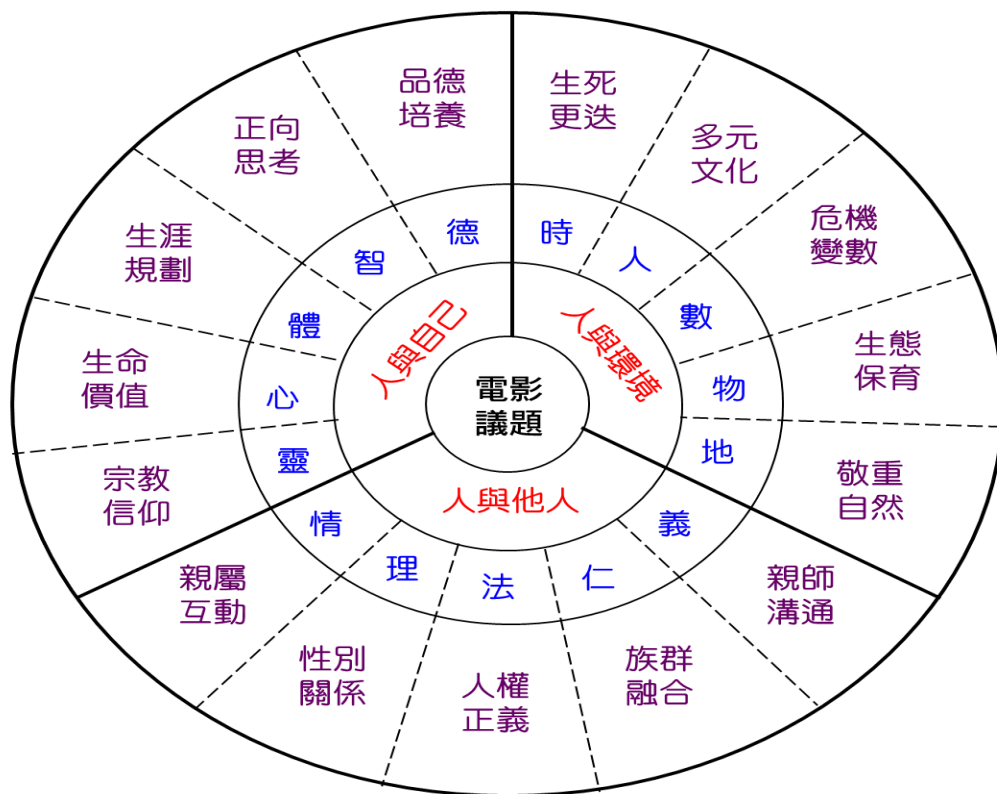 品德
培養
生死
更迭
正向
思考
多元
文化
生涯
規劃
危機
變數
智
德
時
人
體
數
人與自己
人與環境
生命
價值
生態
保育
心
物
電影
議題
宗教
信仰
敬重
自然
靈
地
人與他人
情
義
理
法
仁
親屬
互動
親師
溝通
性別
關係
族群
融合
人權
正義